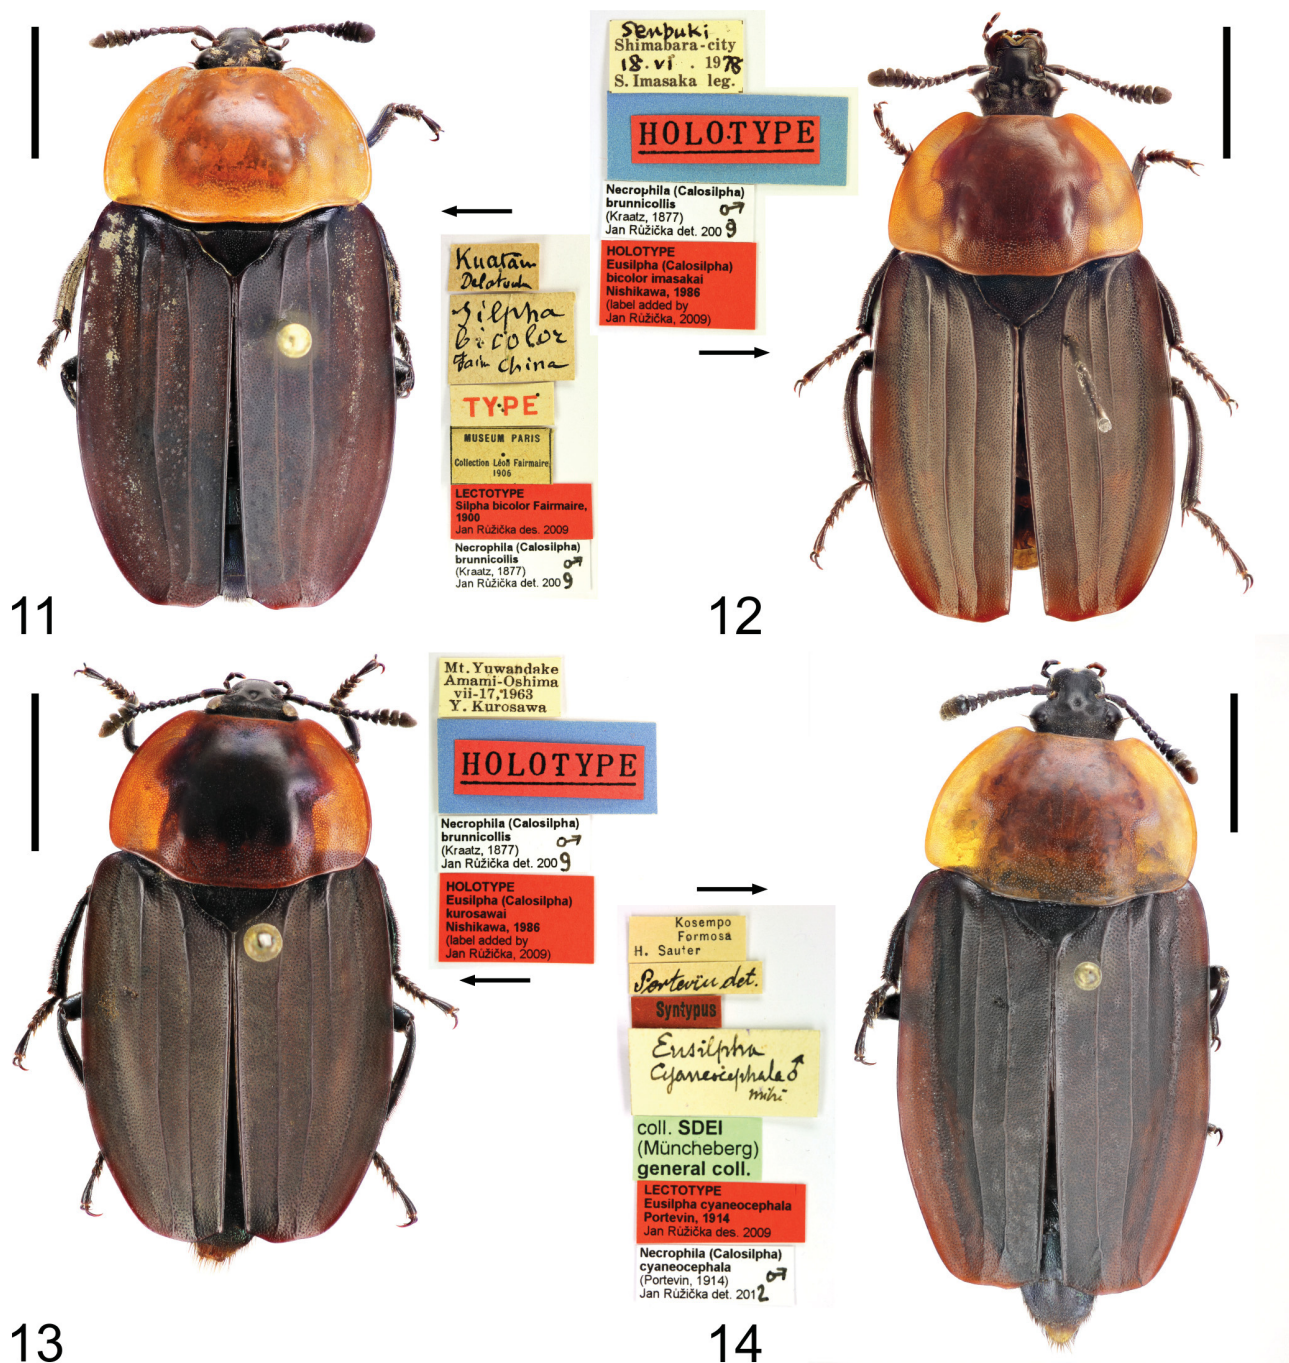 Kuatùn
Silpha
bicolor
Fairm China
TYPE
MUSEUM PARIS
Collection Léon Fairmaire
1906
LECTOTYPE
Silpha bicolor Fairmaire,
1900
Jan Růžička des. 2009
Necrophila (Calosilpha)
brunnicollis ♂
(Kraatz, 1877)
Jan Růžička det. 2009
11
Senbuki
Shimabara-city
18.vi. 1978
S. Imasaka leg.
HOLOTYPE
Necrophila (Calosilpha)
brunnicollis ♂
(Kraatz, 1877)
Jan Růžička det. 2009
HOLOTYPE
Eusilpha (Calosilpha)
bicolor imasakai
Nishikawa, 1986
(label added by
Jan Růžička, 2009)
12
Mt. Yuwandake
Amami-Oshima
vii-17, 1963
Y. Kurosawa
HOLOTYPE
Necrophila (Calosilpha)
brunnicollis ♂
(Kraatz, 1877)
Jan Růžička det. 2009
HOLOTYPE
Eusilpha (Calosilpha)
kurosawai
Nishikawa, 1986
(label added by
Jan Růžička, 2009)
13
Kosempo
Formosa
H. Sauter
Portevin det.
Syntypus
Eusilpha
Cyaneocephala ♂
mihi
coll. SDEI
(Müncheberg)
general coll.
LECTOTYPE
Eusilpha cyaneocephala
Portevin, 1914
Jan Růžička des. 2009
Necrophila (Calosilpha)
cyaneocephala
(Portevin, 1914) ♂
Jan Růžička det. 2012
14